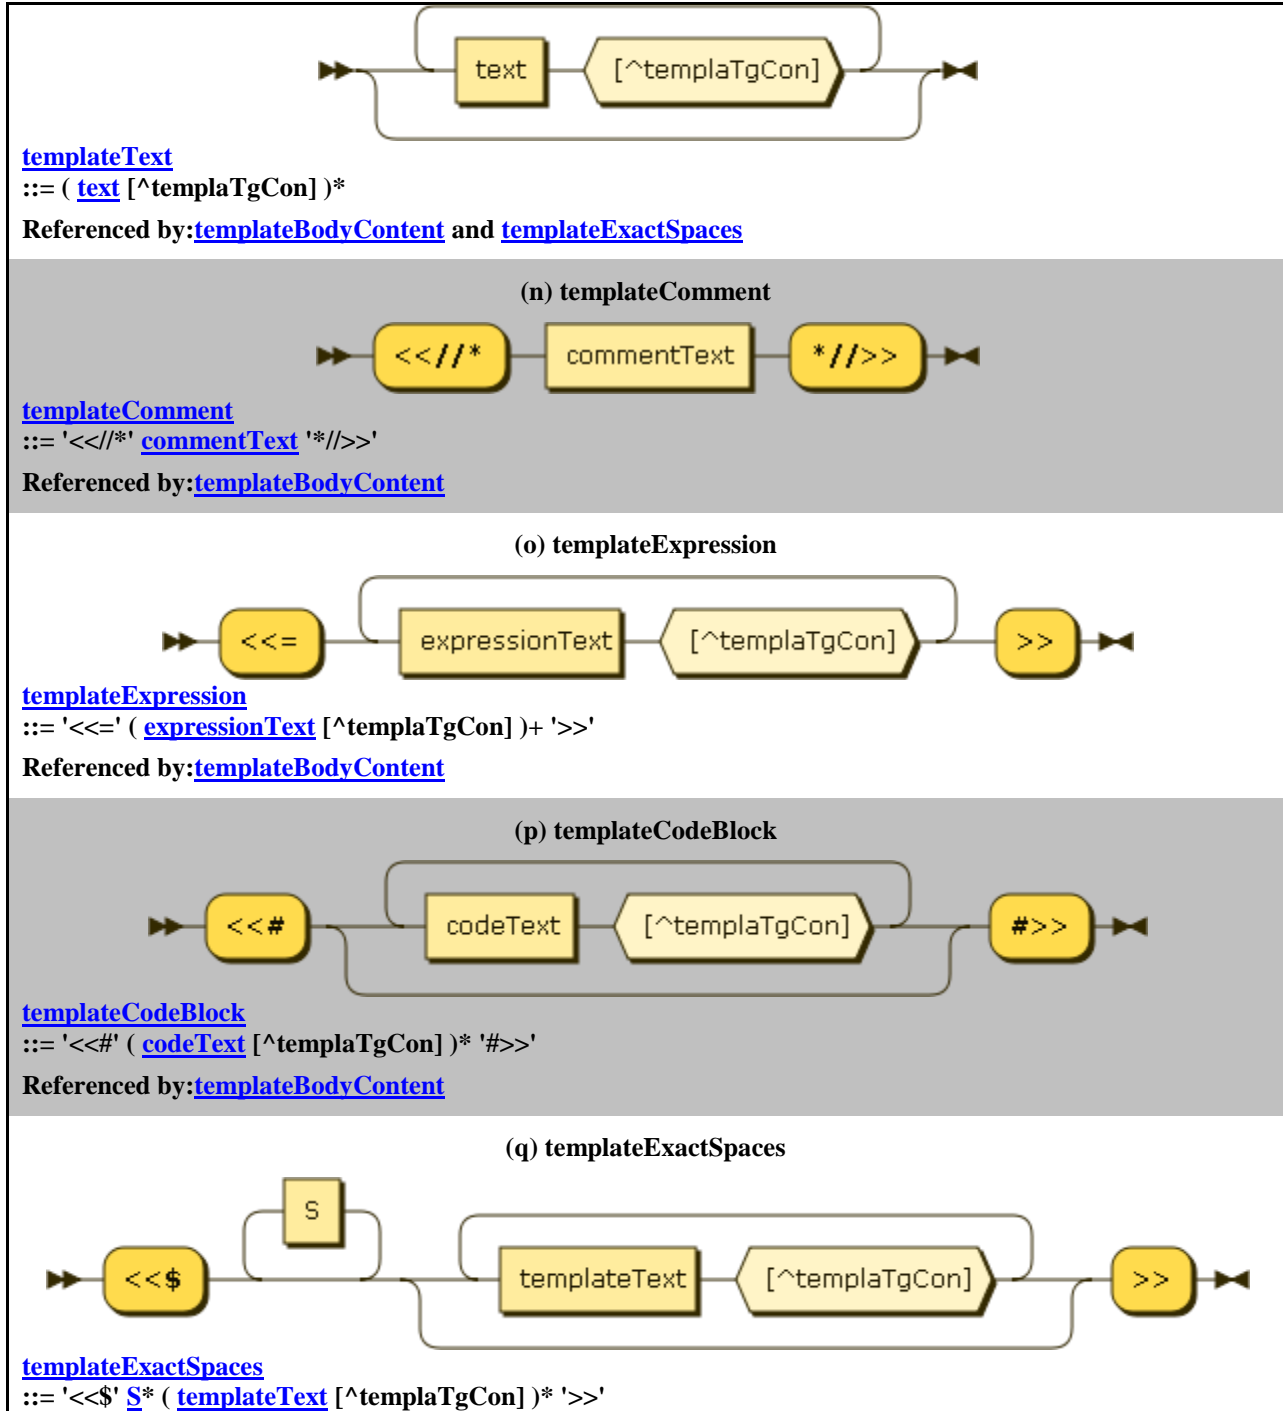 text [^templaTgCon]
templateText
::= ( text [^templaTgCon] )*
Referenced by:templateBodyContent and templateExactSpaces
(n) templateComment
<<//* commentText *//>>
templateComment
::= '<<//*' commentText '*//>>'
Referenced by:templateBodyContent
(o) templateExpression
<<= expressionText [^templaTgCon] >>
templateExpression
::= '<<=' ( expressionText [^templaTgCon] )+ '>>'
Referenced by:templateBodyContent
(p) templateCodeBlock
<<# codeText [^templaTgCon] #>>
templateCodeBlock
::= '<<#' ( codeText [^templaTgCon] )* '#>>'
Referenced by:templateBodyContent
(q) templateExactSpaces
S
<<$ templateText [^templaTgCon] >>
templateExactSpaces
::= '<<$' S* ( templateText [^templaTgCon] )* '>>'